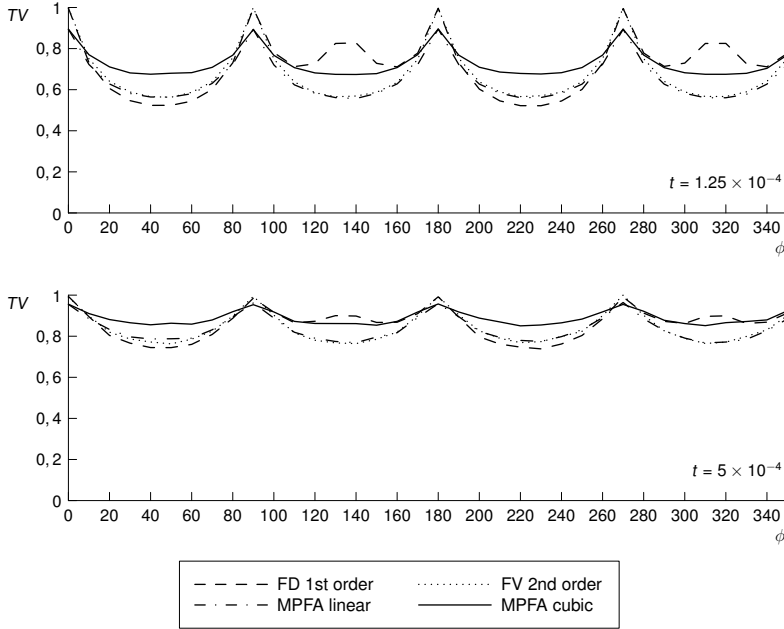 TV
1
0, 8
0, 6
0, 4
0, 2
0
t = 1.25 × 10⁻⁴
0 20 40 60 80 100 120 140 160 180 200 220 240 260 280 300 320 340
ϕ
TV
1
0, 8
0, 6
0, 4
0, 2
0
t = 5 × 10⁻⁴
0 20 40 60 80 100 120 140 160 180 200 220 240 260 280 300 320 340
ϕ
FD 1st order FV 2nd order
MPFA linear MPFA cubic